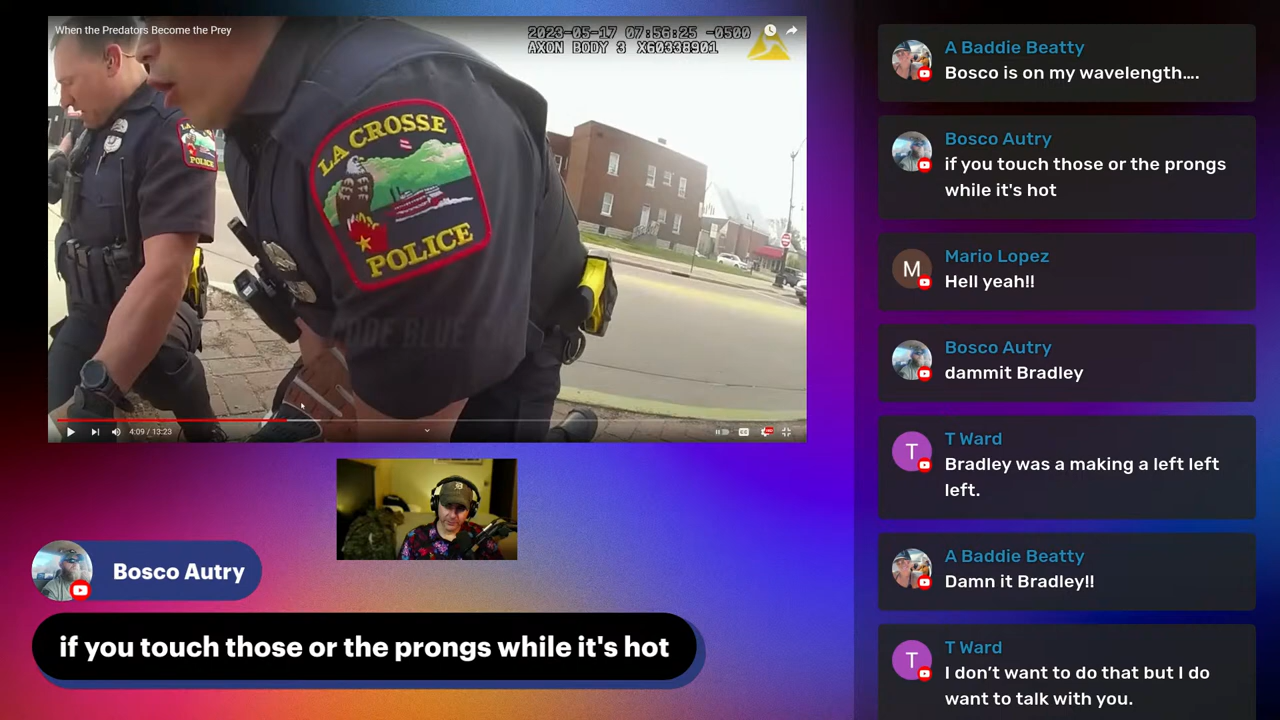 When the Predators Become the Prey
2023-05-17 07:56:25 -0500
AXON BODY 3 X60338901
LA CROSSE
POLICE
POLICE
CODE BLUE
4:09 / 13:23
CC
Bosco Autry
if you touch those or the prongs while it's hot
A Baddie Beatty
Bosco is on my wavelength....
Bosco Autry
if you touch those or the prongs
while it's hot
M
Mario Lopez
Hell yeah!!
Bosco Autry
dammit Bradley
T
T Ward
Bradley was a making a left left
left.
A Baddie Beatty
Damn it Bradley!!
T
T Ward
I don’t want to do that but I do
want to talk with you.